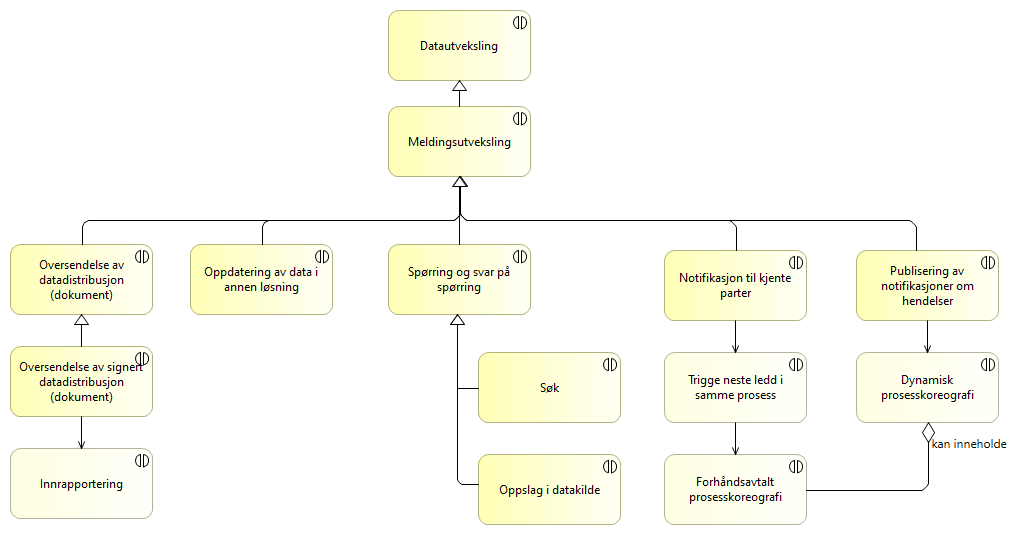 Datautveksling
Meldingsutveksling
Oversendelse av
datadistribusjon
(dokument)
Oppdatering av data i
annen løsning
Spørring og svar på
spørring
Notifikasjon til kjente
parter
Publisering av
notifikasjoner om
hendelser
Oversendelse av signert
datadistribusjon
(dokument)
Søk
Trigge neste ledd i
samme prosess
Dynamisk
prosesskoreografi
kan inneholde
Innrapportering
Oppslag i datakilde
Forhåndsavtalt
prosesskoreografi